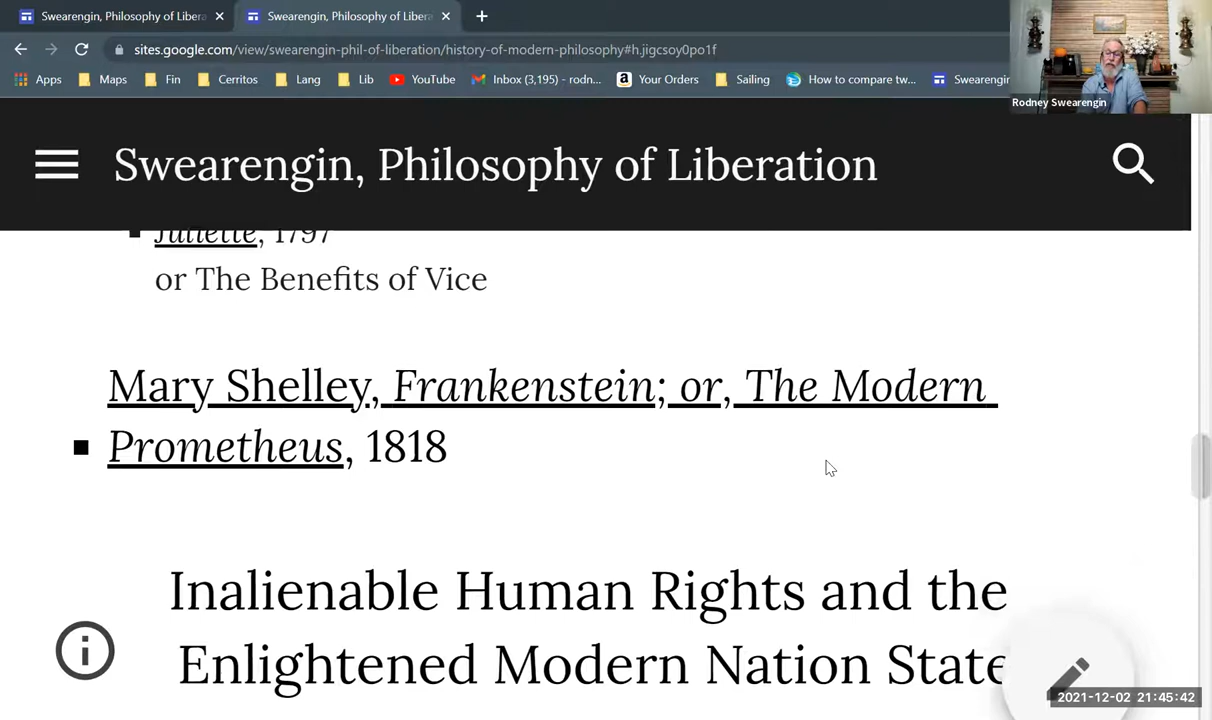 Swearengin, Philosophy of Libera
Swearengin, Philosophy of Libera
sites.google.com/view/swearengin-phil-of-liberation/history-of-modern-philosophy#h.jigcsoy0po1f
Apps Maps Fin Cerritos Lang Lib YouTube Inbox (3,195) - rodn... Your Orders Sailing How to compare tw... Swearengin
Rodney Swearengin
Swearengin, Philosophy of Liberation
Juliette, 1797
or The Benefits of Vice
Mary Shelley, Frankenstein; or, The Modern
Prometheus, 1818
Inalienable Human Rights and the
Enlightened Modern Nation State
2021-12-02 21:45:42